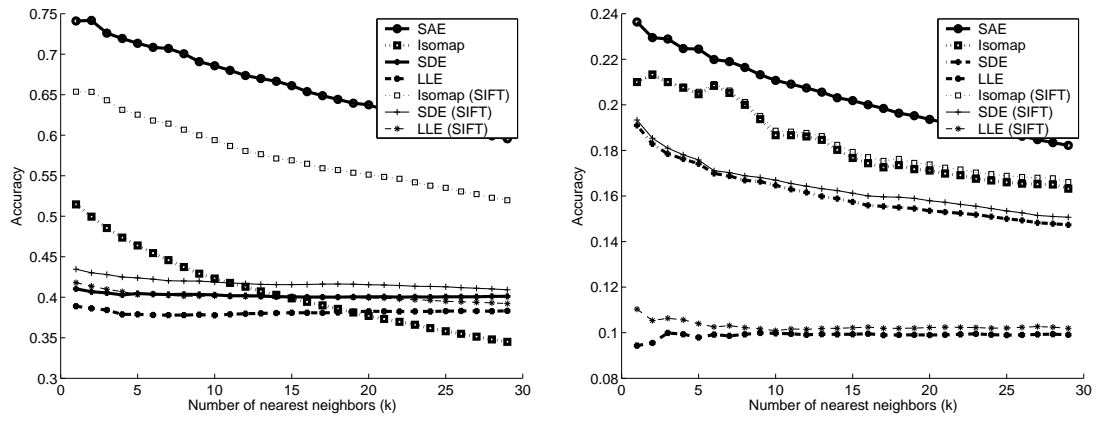 0.75
0.7
0.65
0.6
0.55
0.5
0.45
0.4
0.35
0.3
Accuracy
0 5 10 15 20 25 30
Number of nearest neighbors (k)
SAE
Isomap
SDE
LLE
Isomap (SIFT)
SDE (SIFT)
LLE (SIFT)
0.24
0.22
0.2
0.18
0.16
0.14
0.12
0.1
0.08
Accuracy
0 5 10 15 20 25 30
Number of nearest neighbors (k)
SAE
Isomap
SDE
LLE
Isomap (SIFT)
SDE (SIFT)
LLE (SIFT)